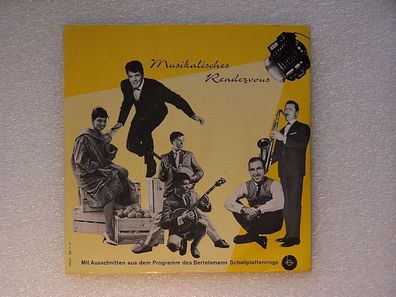 Musikalisches
Rendezvous
Mit Ausschnitten aus dem Programm des Bertelsmann Schallplattenrings